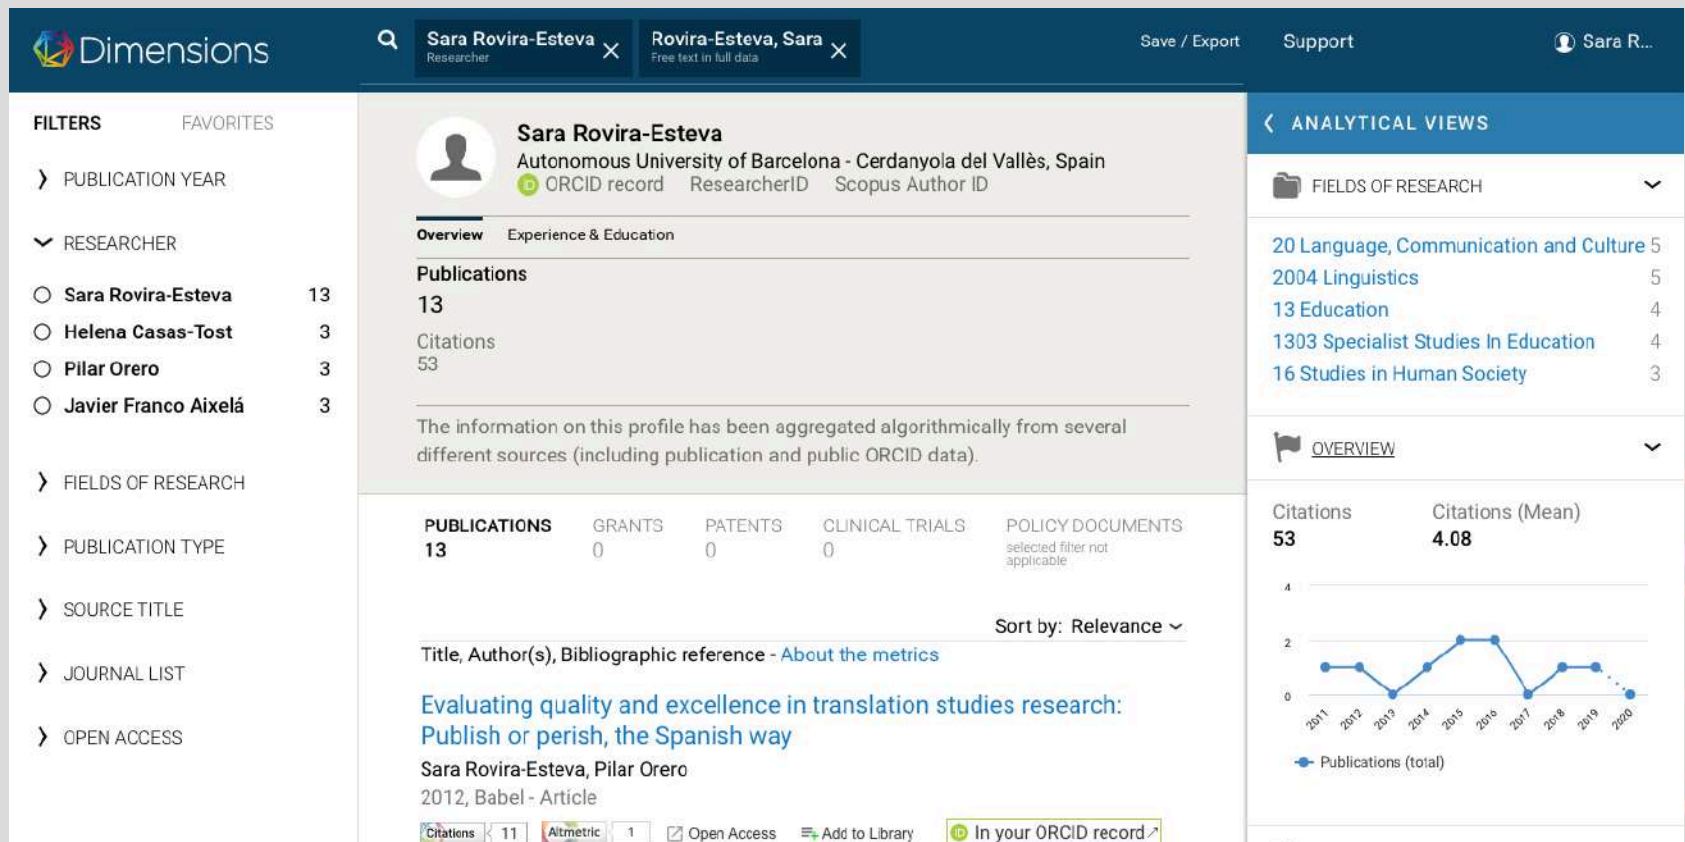 Dimensions
Sara Rovira-Esteva
Researcher
Rovira-Esteva, Sara
Free text in full data
Save / Export
Support
Sara R...
FILTERS
FAVORITES
PUBLICATION YEAR
RESEARCHER
Sara Rovira-Esteva 13
Helena Casas-Tost 3
Pilar Orero 3
Javier Franco Aixelá 3
FIELDS OF RESEARCH
PUBLICATION TYPE
SOURCE TITLE
JOURNAL LIST
OPEN ACCESS
Sara Rovira-Esteva
Autonomous University of Barcelona - Cerdanyola del Vallès, Spain
iD ORCID record ResearcherID Scopus Author ID
Overview Experience & Education
Publications
13
Citations
53
The information on this profile has been aggregated algorithmically from several
different sources (including publication and public ORCID data).
PUBLICATIONS
13
GRANTS
0
PATENTS
0
CLINICAL TRIALS
0
POLICY DOCUMENTS
selected filter not
applicable
Sort by: Relevance
Title, Author(s), Bibliographic reference - About the metrics
Evaluating quality and excellence in translation studies research:
Publish or perish, the Spanish way
Sara Rovira-Esteva, Pilar Orero
2012, Babel - Article
Citations 11 Altmetric 1 Open Access Add to Library iD In your ORCID record
ANALYTICAL VIEWS
FIELDS OF RESEARCH
20 Language, Communication and Culture 5
2004 Linguistics 5
13 Education 4
1303 Specialist Studies In Education 4
16 Studies in Human Society 3
OVERVIEW
Citations
53
Citations (Mean)
4.08
4
2
0
2011 2012 2013 2014 2015 2016 2017 2018 2019 2020
Publications (total)